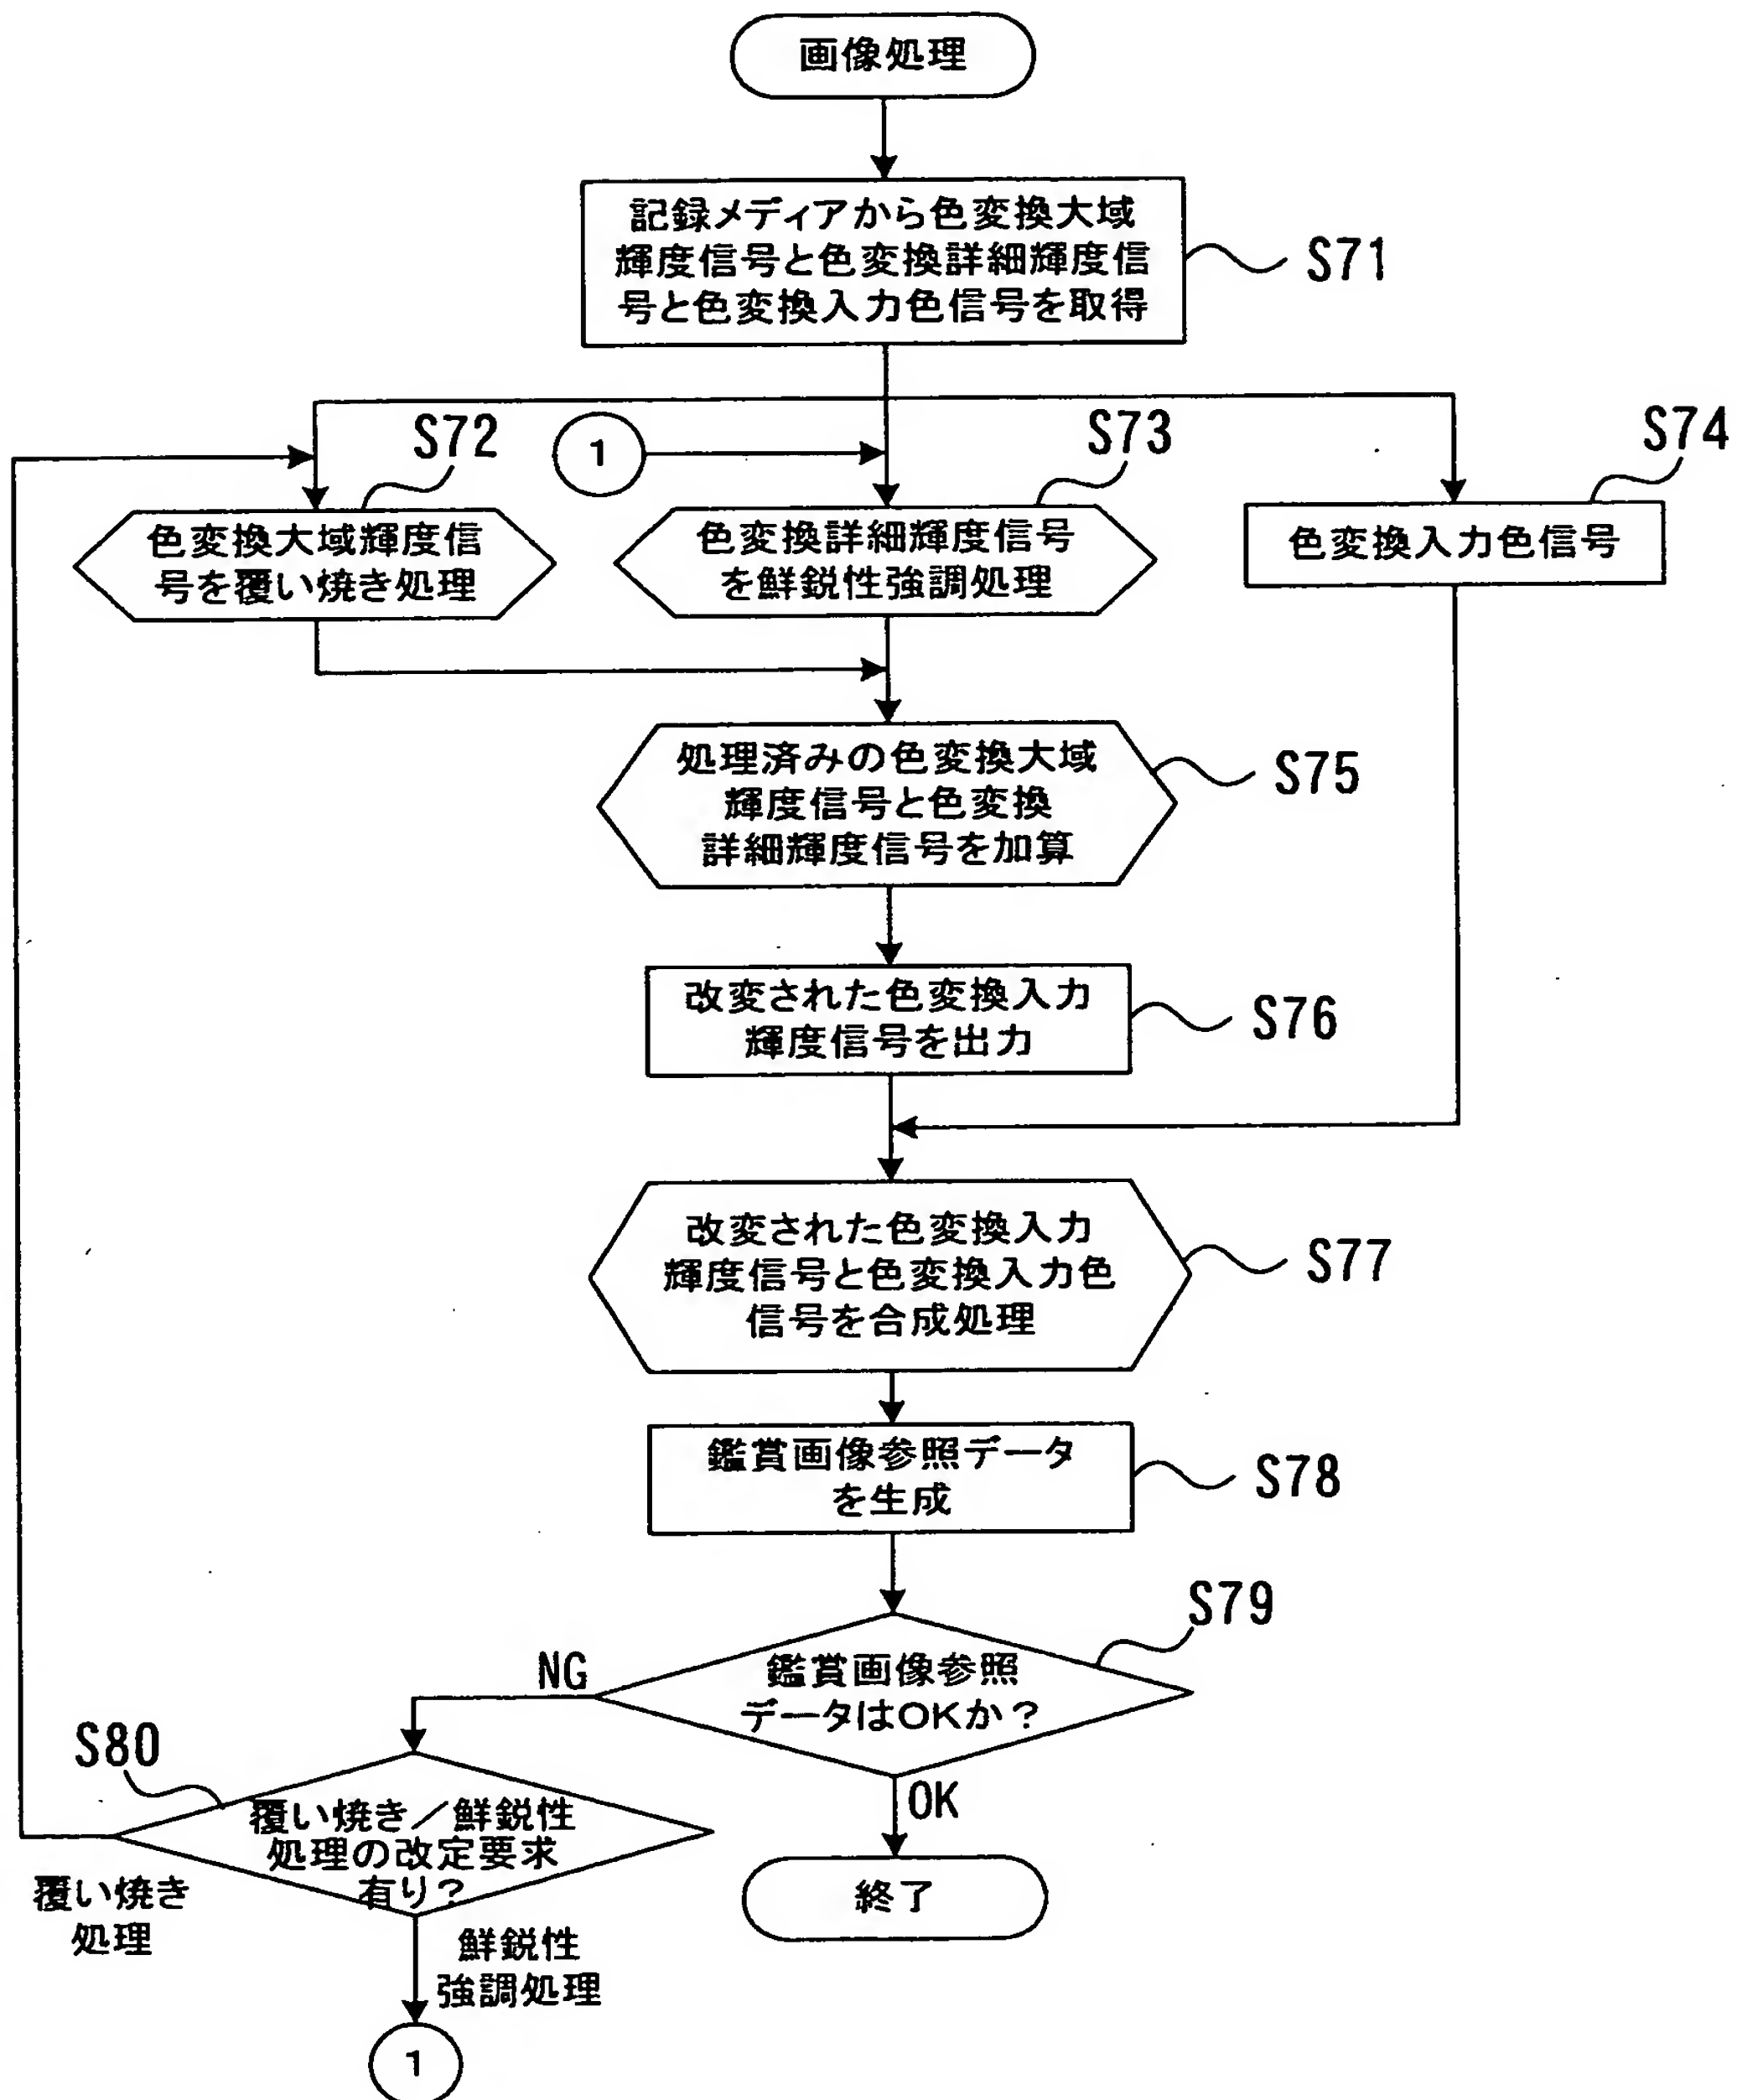 画像処理
記録メディアから色変換大域
輝度信号と色変換詳細輝度信
号と色変換入力色信号を取得
S71
S72
1
S73
S74
色変換大域輝度信
号を覆い焼き処理
色変換詳細輝度信号
を鮮鋭性強調処理
色変換入力色信号
処理済みの色変換大域
輝度信号と色変換
詳細輝度信号を加算
S75
改変された色変換入力
輝度信号を出力
S76
改変された色変換入力
輝度信号と色変換入力色
信号を合成処理
S77
鑑賞画像参照データ
を生成
S78
S79
NG
鑑賞画像参照
データはOKか？
S80
OK
覆い焼き／鮮鋭性
処理の改定要求
有り？
覆い焼き
処理
終了
鮮鋭性
強調処理
1